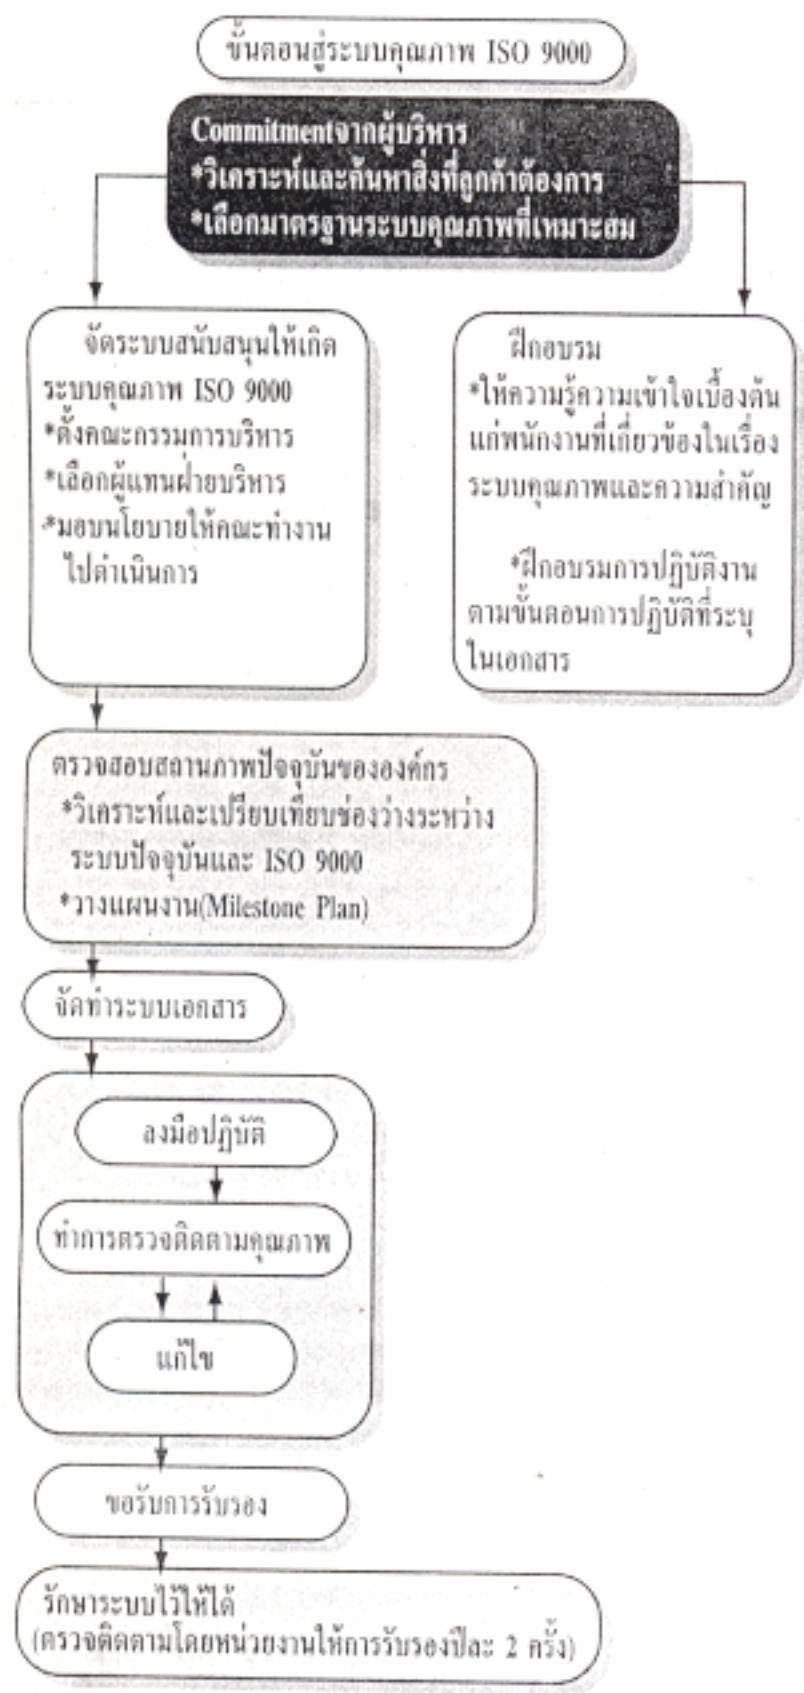 ขั้นตอนสู่ระบบคุณภาพ ISO 9000
Commitmentจากผู้บริหาร
*วิเคราะห์และค้นหาสิ่งที่ลูกค้าต้องการ
*เลือกมาตรฐานระบบคุณภาพที่เหมาะสม
จัดระบบสนับสนุนให้เกิด
ระบบคุณภาพ ISO 9000
*ตั้งคณะกรรมการบริหาร
*เลือกผู้แทนฝ่ายบริหาร
*มอบนโยบายให้คณะทำงาน
ไปดำเนินการ
ฝึกอบรม
*ให้ความรู้ความเข้าใจเบื้องต้น
แก่พนักงานที่เกี่ยวข้องในเรื่อง
ระบบคุณภาพและความสำคัญ
*ฝึกอบรมการปฏิบัติงาน
ตามขั้นตอนการปฏิบัติที่ระบุ
ในเอกสาร
ตรวจสอบสถานภาพปัจจุบันขององค์กร
*วิเคราะห์และเปรียบเทียบช่องว่างระหว่าง
ระบบปัจจุบันและ ISO 9000
*วางแผนงาน(Milestone Plan)
จัดทำระบบเอกสาร
ลงมือปฏิบัติ
ทำการตรวจติดตามคุณภาพ
แก้ไข
ขอรับการรับรอง
รักษาระบบไว้ให้ได้
(ตรวจติดตามโดยหน่วยงานให้การรับรองปีละ 2 ครั้ง)